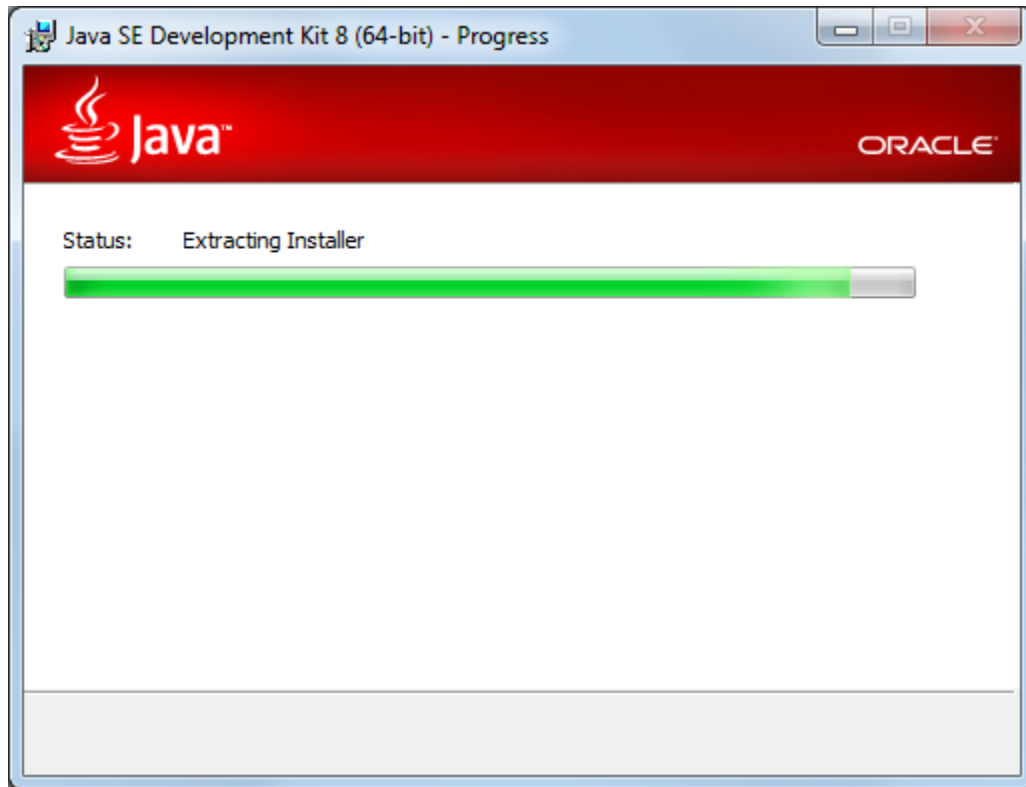 Java SE Development Kit 8 (64-bit) - Progress
Java™
ORACLE
Status: Extracting Installer